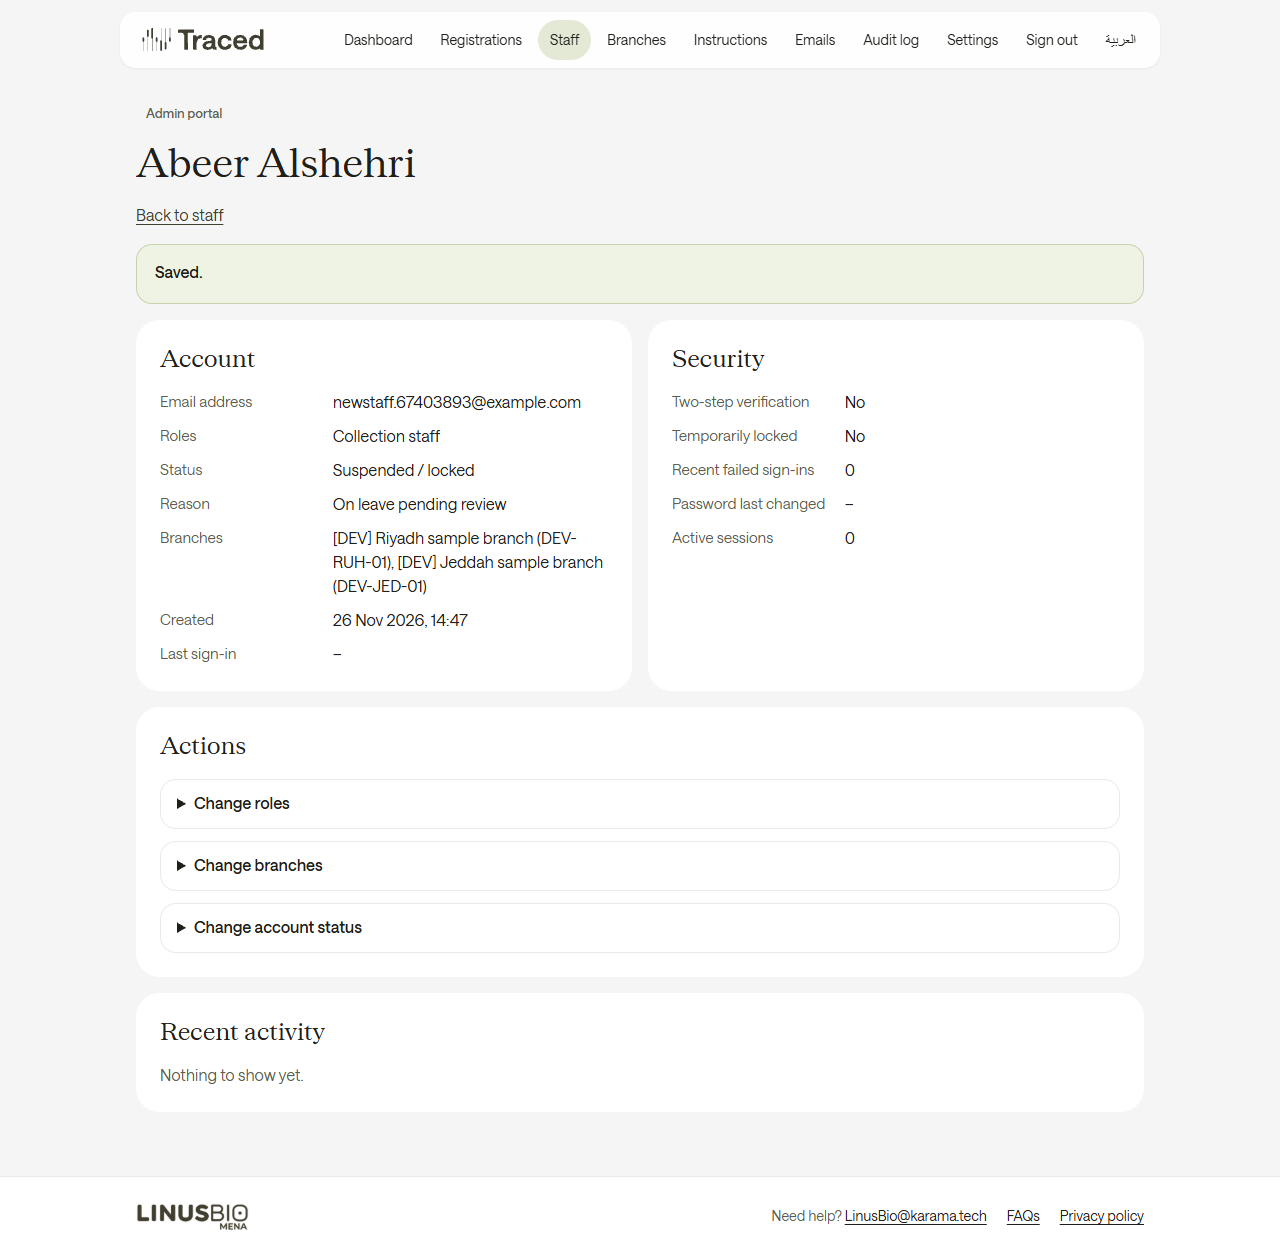 Traced
Dashboard
Registrations
Staff
Branches
Instructions
Emails
Audit log
Settings
Sign out
العربية
Admin portal
Abeer Alshehri
Back to staff
Saved.
Account
Email address newstaff.67403893@example.com
Roles Collection staff
Status Suspended / locked
Reason On leave pending review
Branches [DEV] Riyadh sample branch (DEV-
RUH-01), [DEV] Jeddah sample branch
(DEV-JED-01)
Created 26 Nov 2026, 14:47
Last sign-in –
Security
Two-step verification No
Temporarily locked No
Recent failed sign-ins 0
Password last changed –
Active sessions 0
Actions
Change roles
Change branches
Change account status
Recent activity
Nothing to show yet.
LINUSBIO
MENA
Need help? LinusBio@karama.tech
FAQs
Privacy policy